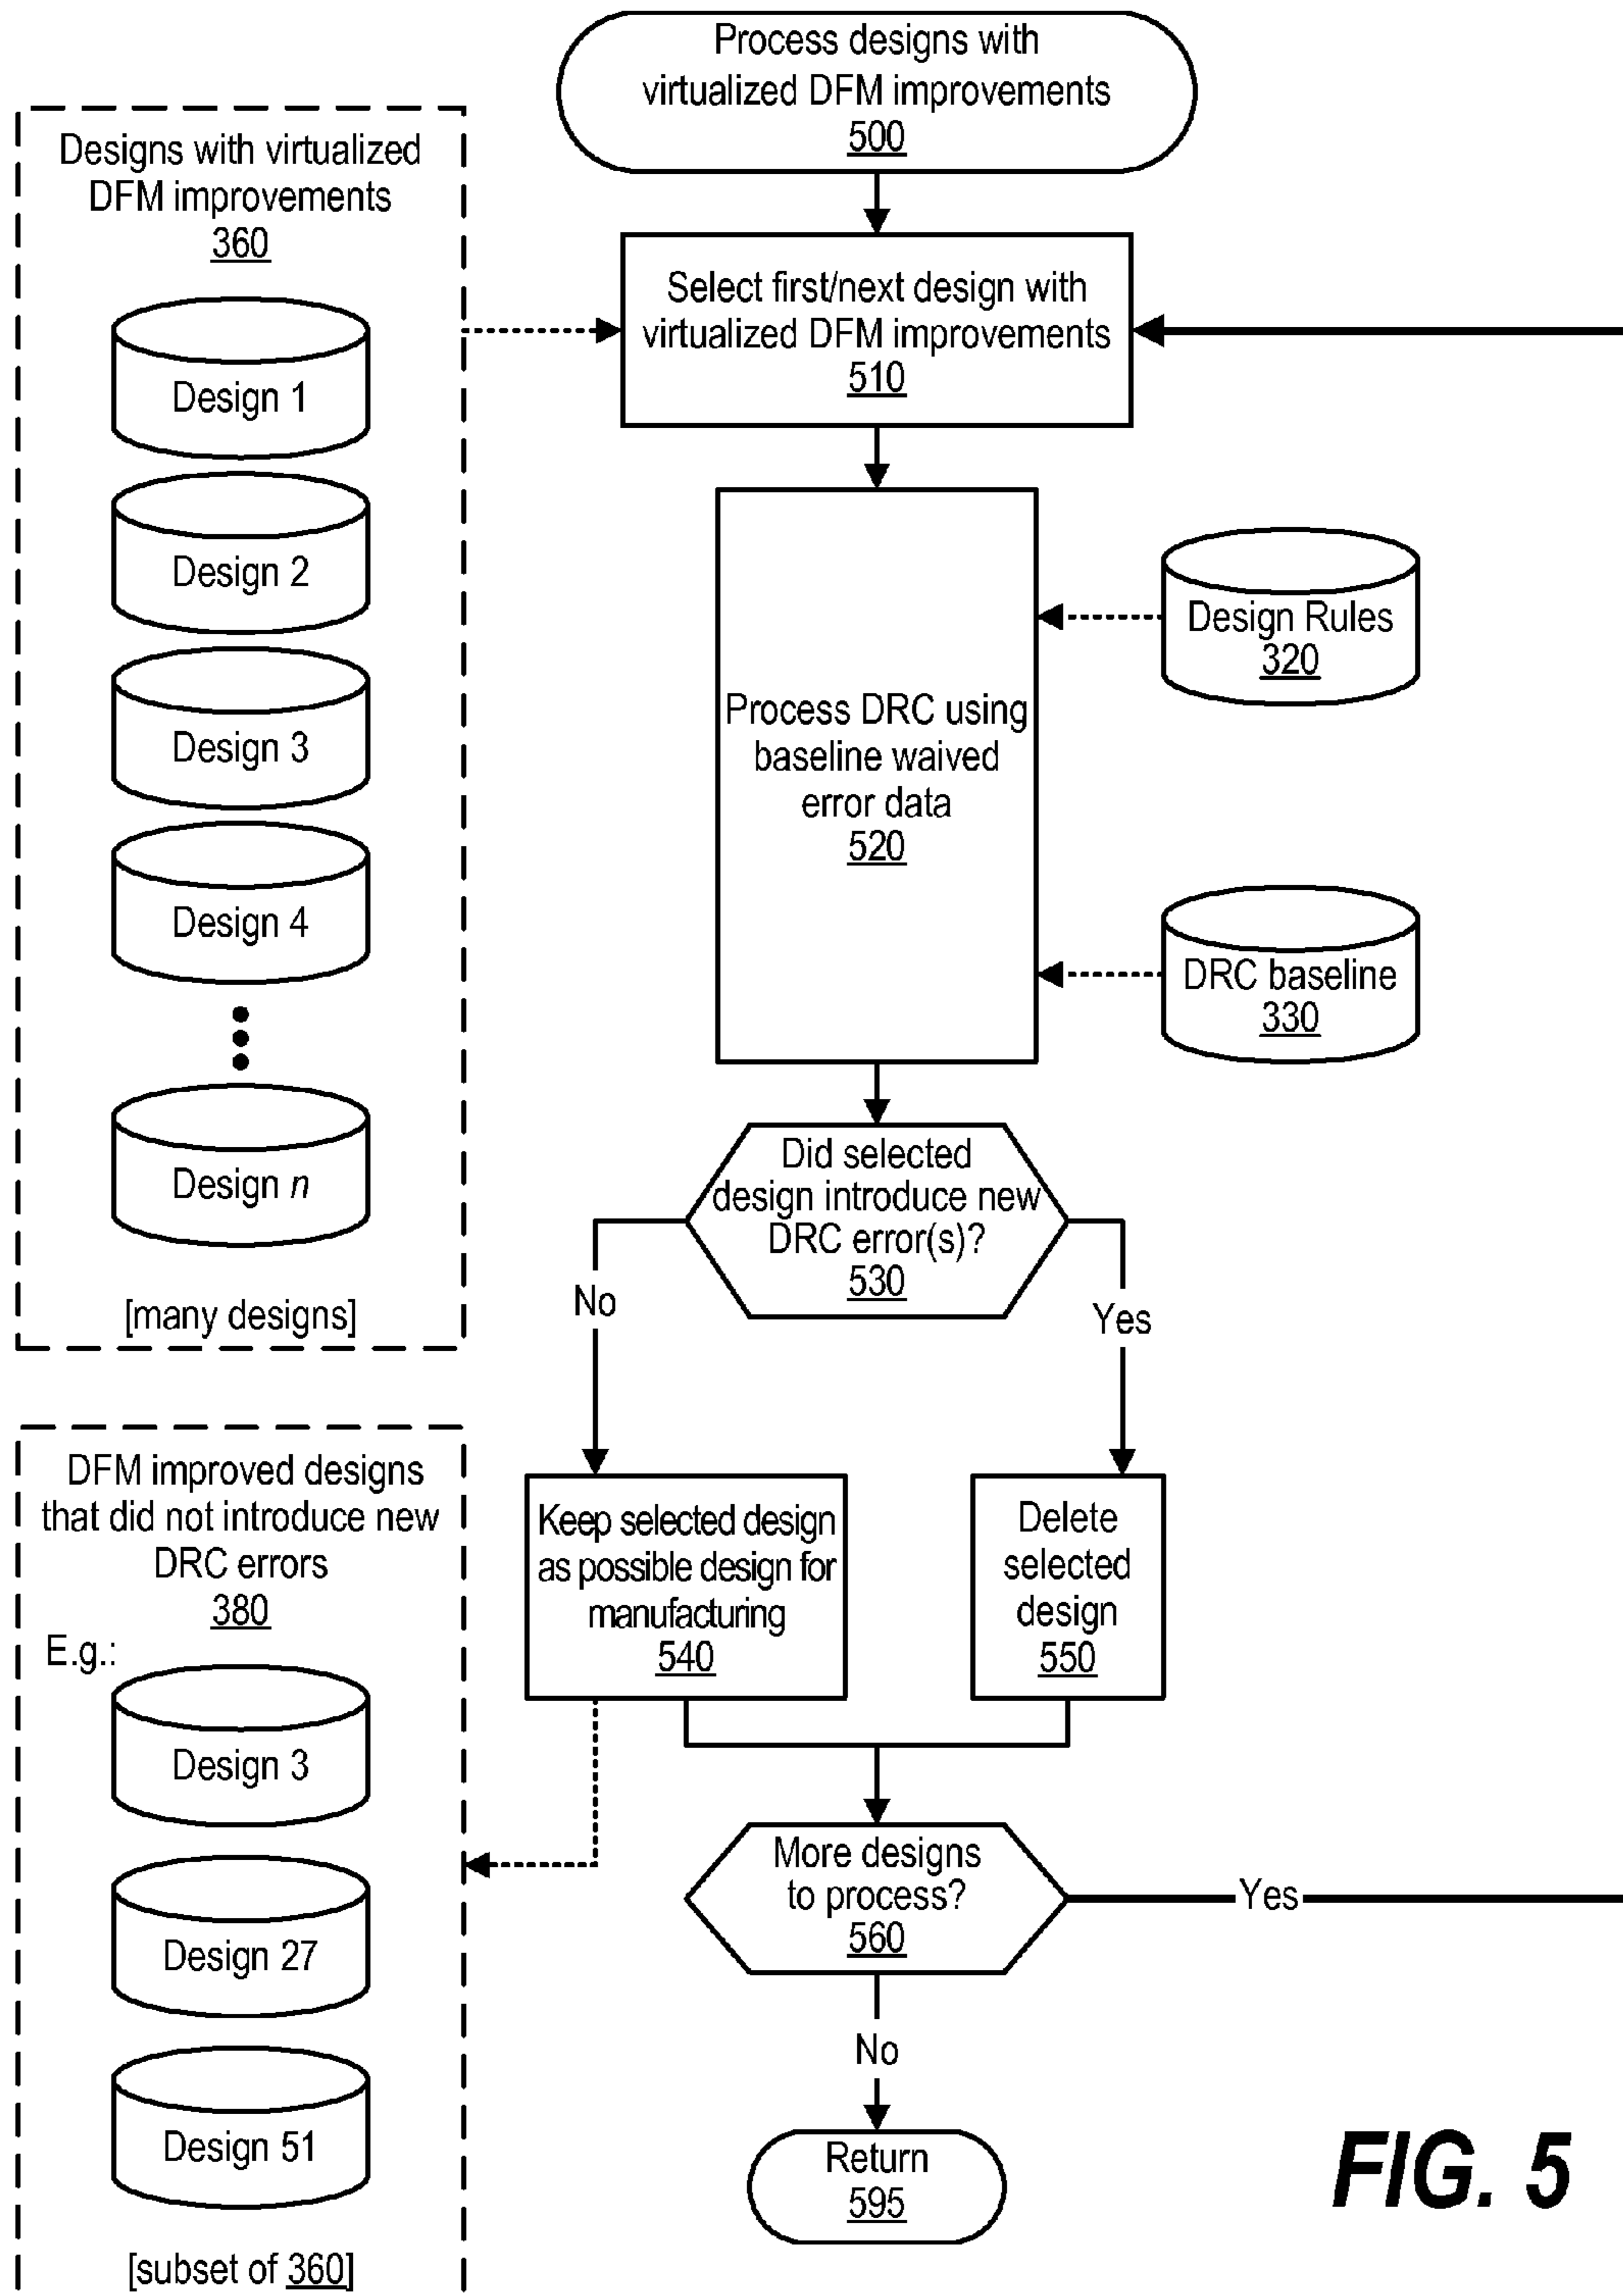 Process designs with
virtualized DFM improvements
500
Designs with virtualized
DFM improvements
360
Design 1
Design 2
Design 3
Design 4
Design n
[many designs]
Select first/next design with
virtualized DFM improvements
510
Process DRC using
baseline waived
error data
520
Design Rules
320
DRC baseline
330
Did selected
design introduce new
DRC error(s)?
530
No
Yes
Keep selected design
as possible design for
manufacturing
540
Delete
selected
design
550
DFM improved designs
that did not introduce new
DRC errors
380
E.g.:
Design 3
Design 27
Design 51
[subset of 360]
More designs
to process?
560
Yes
No
Return
595
FIG. 5